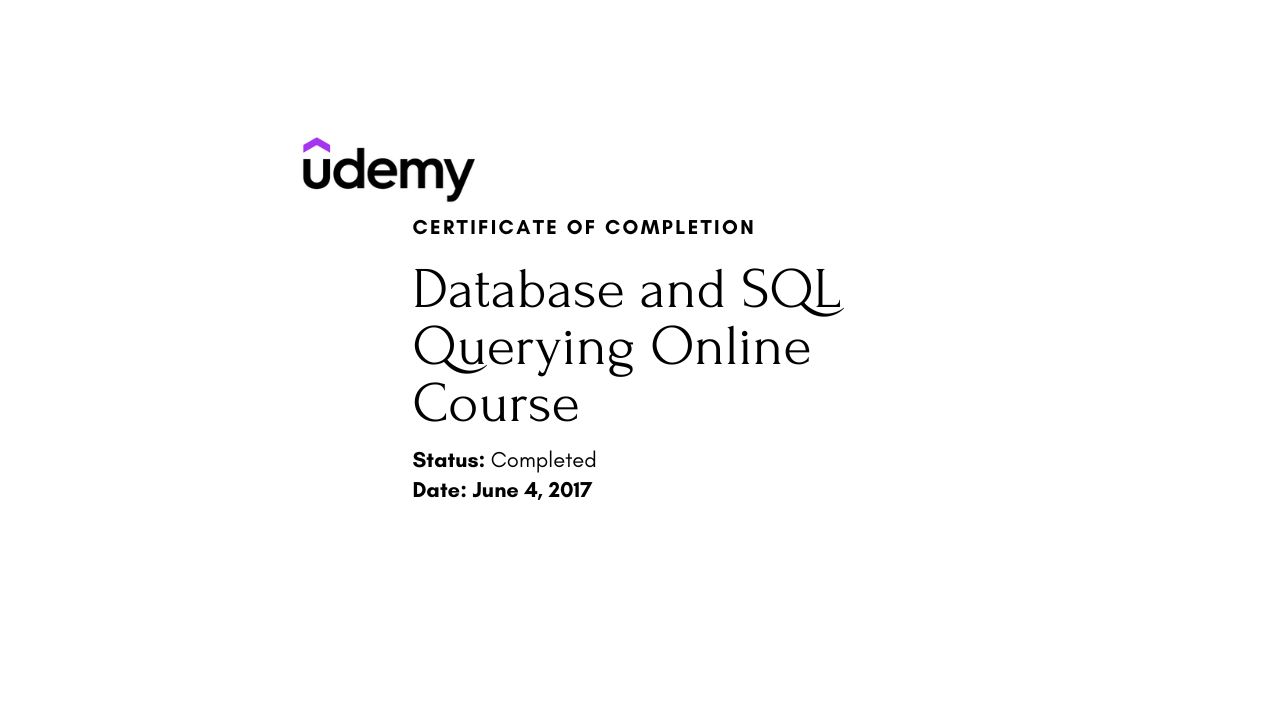 udemy
CERTIFICATE OF COMPLETION
Database and SQL
Querying Online
Course
Status: Completed
Date: June 4, 2017